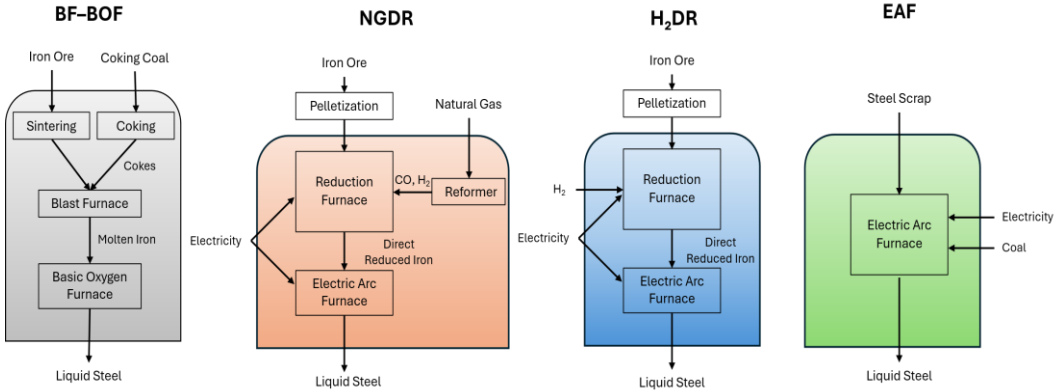 BF–BOF
Iron Ore
Coking Coal
Sintering
Coking
Cokes
Blast Furnace
Molten Iron
Basic Oxygen
Furnace
Liquid Steel
NGDR
Iron Ore
Pelletization
Natural Gas
Reduction
Furnace
CO, H₂
Reformer
Electricity
Direct
Reduced Iron
Electric Arc
Furnace
Liquid Steel
H₂DR
Iron Ore
Pelletization
Reduction
Furnace
H₂
Electricity
Direct
Reduced Iron
Electric Arc
Furnace
Liquid Steel
EAF
Steel Scrap
Electric Arc
Furnace
Electricity
Coal
Liquid Steel